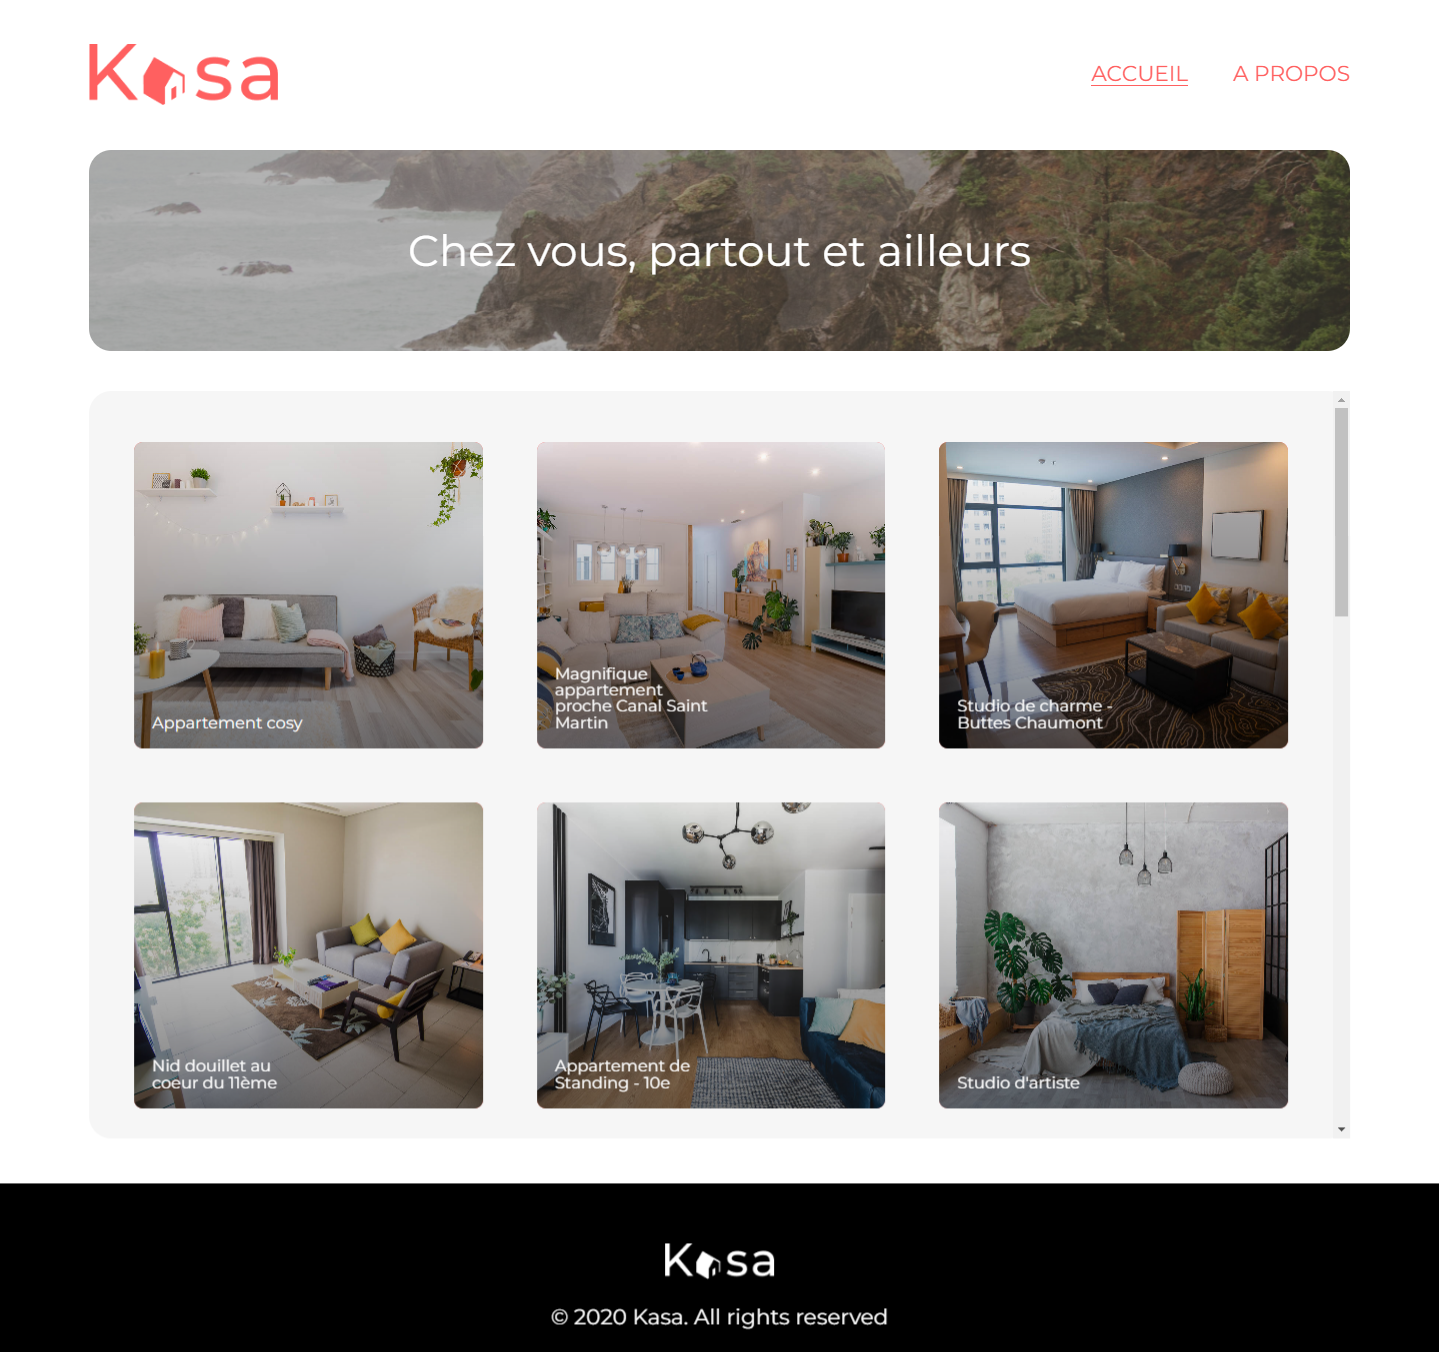 Kasa
ACCUEIL
A PROPOS
Chez vous, partout et ailleurs
Appartement cosy
Magnifique
appartement
proche Canal Saint
Martin
Studio de charme -
Buttes Chaumont
Nid douillet au
coeur du 11ème
Appartement de
Standing - 10e
Studio d'artiste
Kasa
© 2020 Kasa. All rights reserved